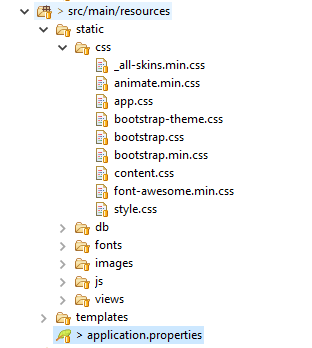 > src/main/resources
static
css
_all-skins.min.css
animate.min.css
app.css
bootstrap-theme.css
bootstrap.css
bootstrap.min.css
content.css
font-awesome.min.css
style.css
db
fonts
images
js
views
templates
> application.properties